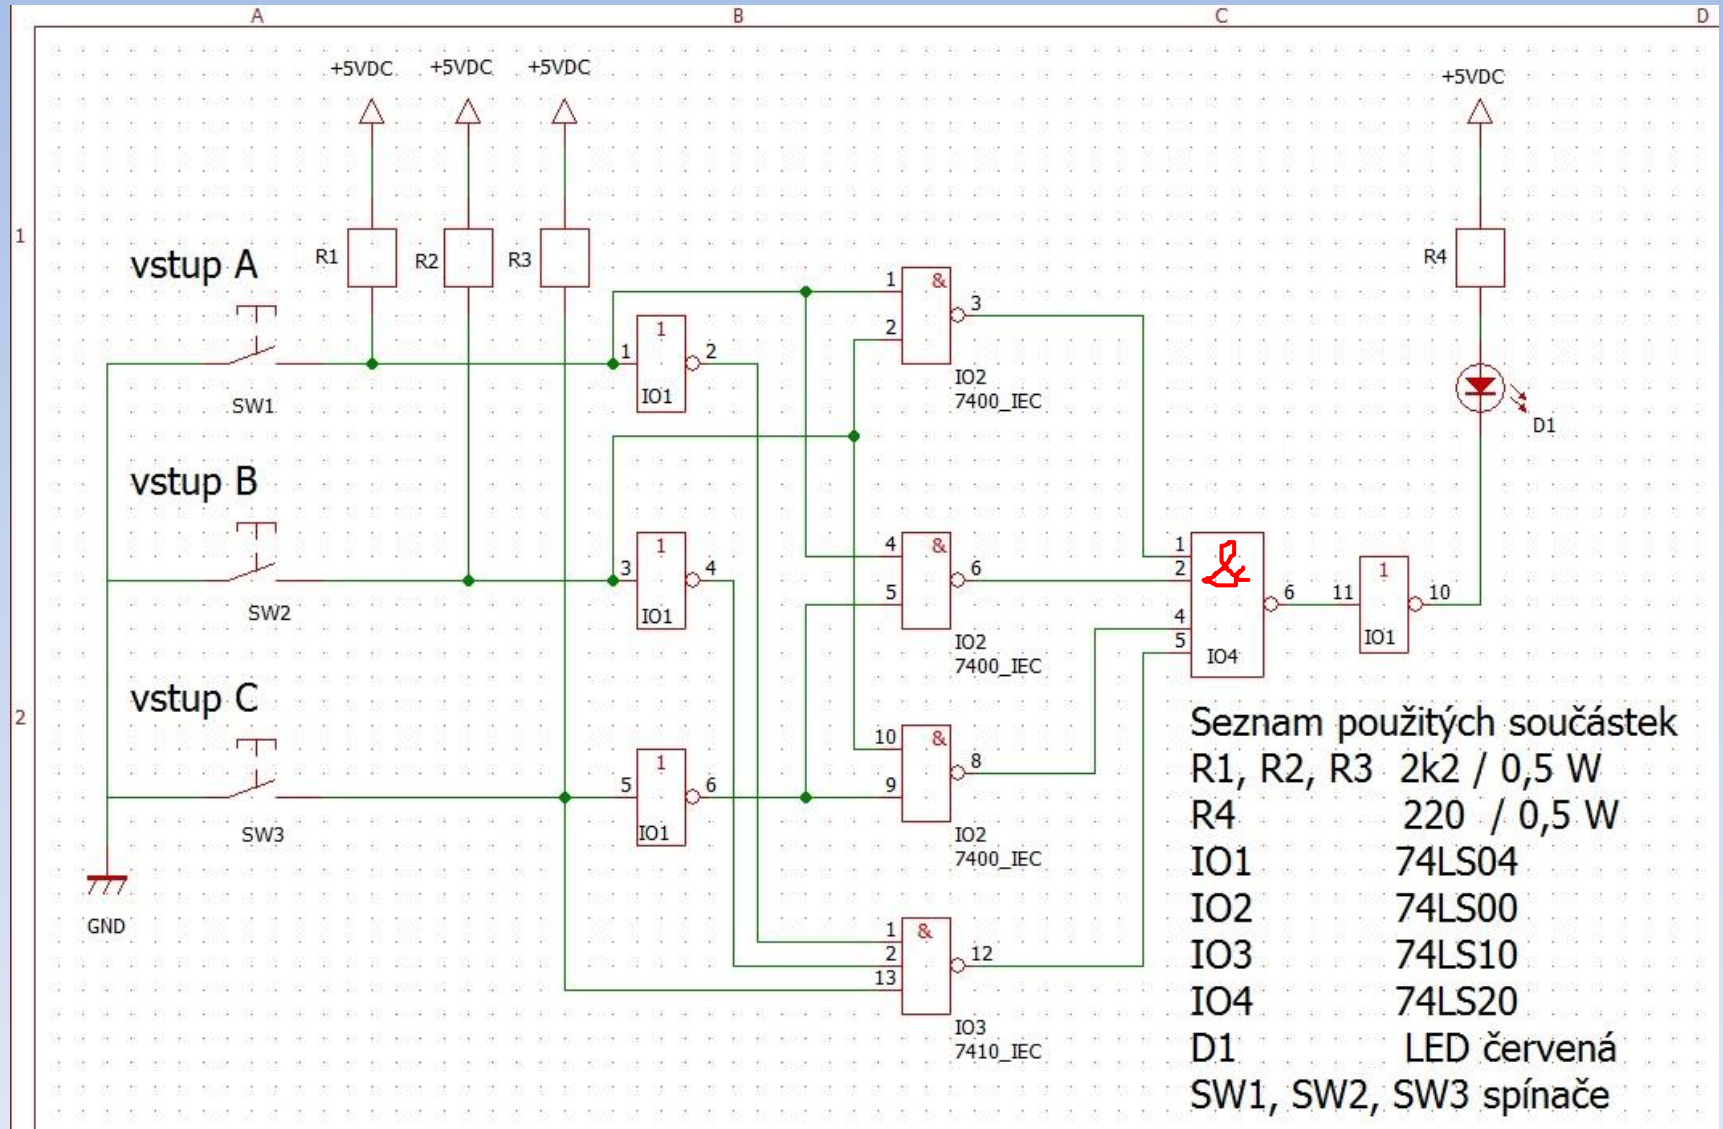 A B C D
+5VDC +5VDC +5VDC +5VDC
1
vstup A R1 R2 R3 R4
1 & 3
2
1 1 2
IO1
SW1
IO2
7400_IEC
D1
vstup B
1 4 & 1 &
3 4 6 2
IO1 5 4 6 11 1 10
SW2 5
IO2 IO4 IO1
7400_IEC
vstup C
2
10 & 8
1 9
5 6
IO1
SW3
IO2
7400_IEC
GND
1 & 12
2
13
IO3
7410_IEC
Seznam použitých součástek
R1, R2, R3 2k2 / 0,5 W
R4 220 / 0,5 W
IO1 74LS04
IO2 74LS00
IO3 74LS10
IO4 74LS20
D1 LED červená
SW1, SW2, SW3 spínače